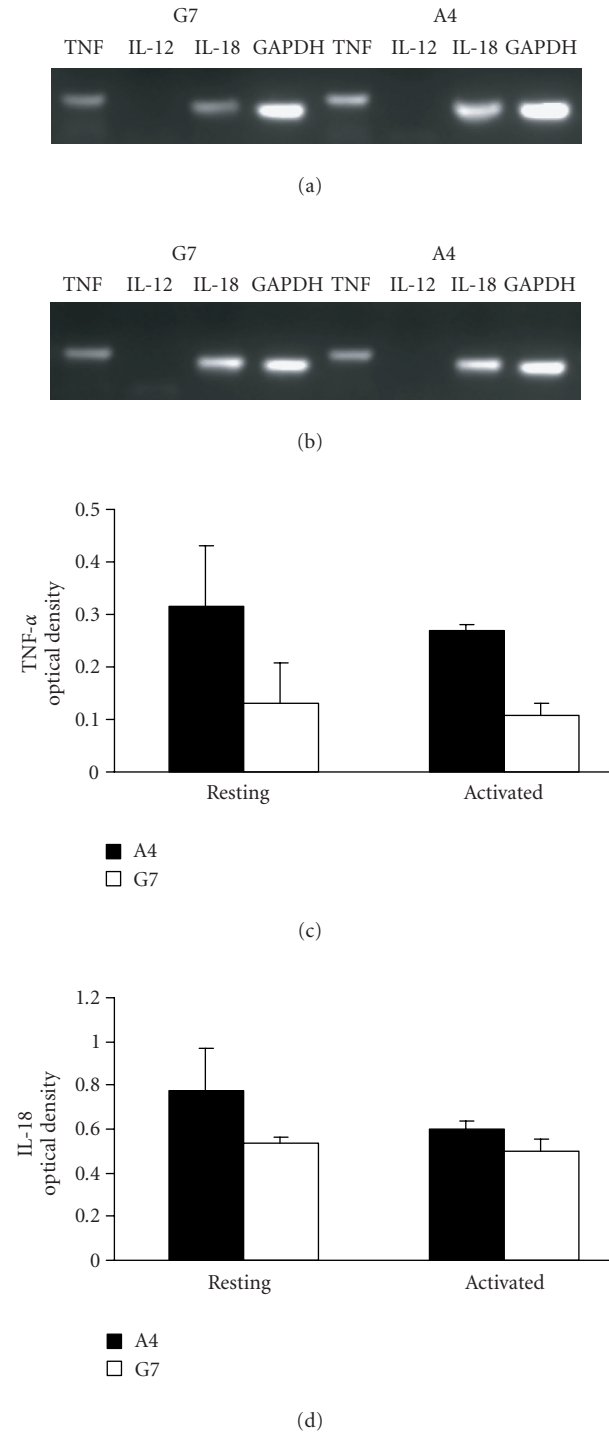 G7 A4
TNF IL-12 IL-18 GAPDH TNF IL-12 IL-18 GAPDH
(a)
G7 A4
TNF IL-12 IL-18 GAPDH TNF IL-12 IL-18 GAPDH
(b)
0.5
0.4
0.3
0.2
0.1
0
TNF-α
optical density
Resting Activated
A4
G7
(c)
1.2
1
0.8
0.6
0.4
0.2
0
IL-18
optical density
Resting Activated
A4
G7
(d)